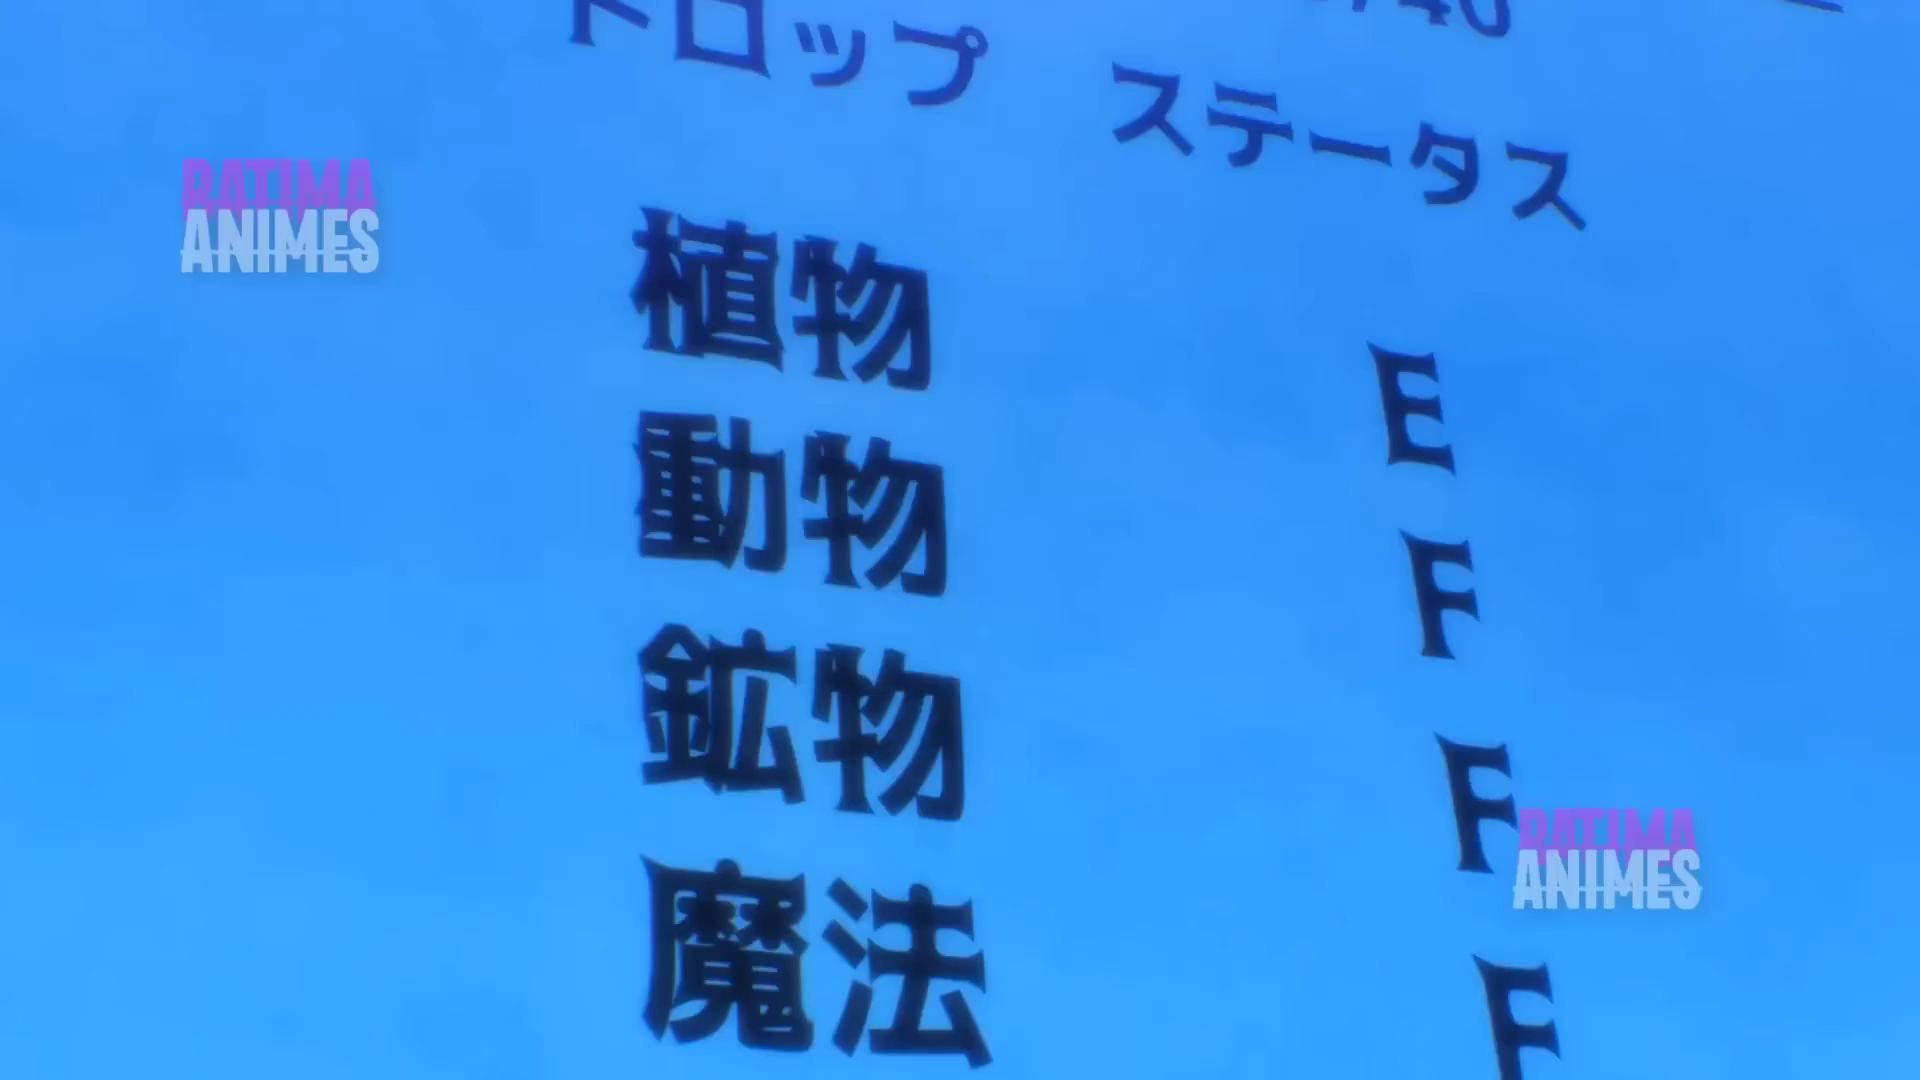 ドロップ ステータス
植物 E
動物 F
鉱物 F
魔法 F
RATIMA
ANIMES
RATIMA
ANIMES